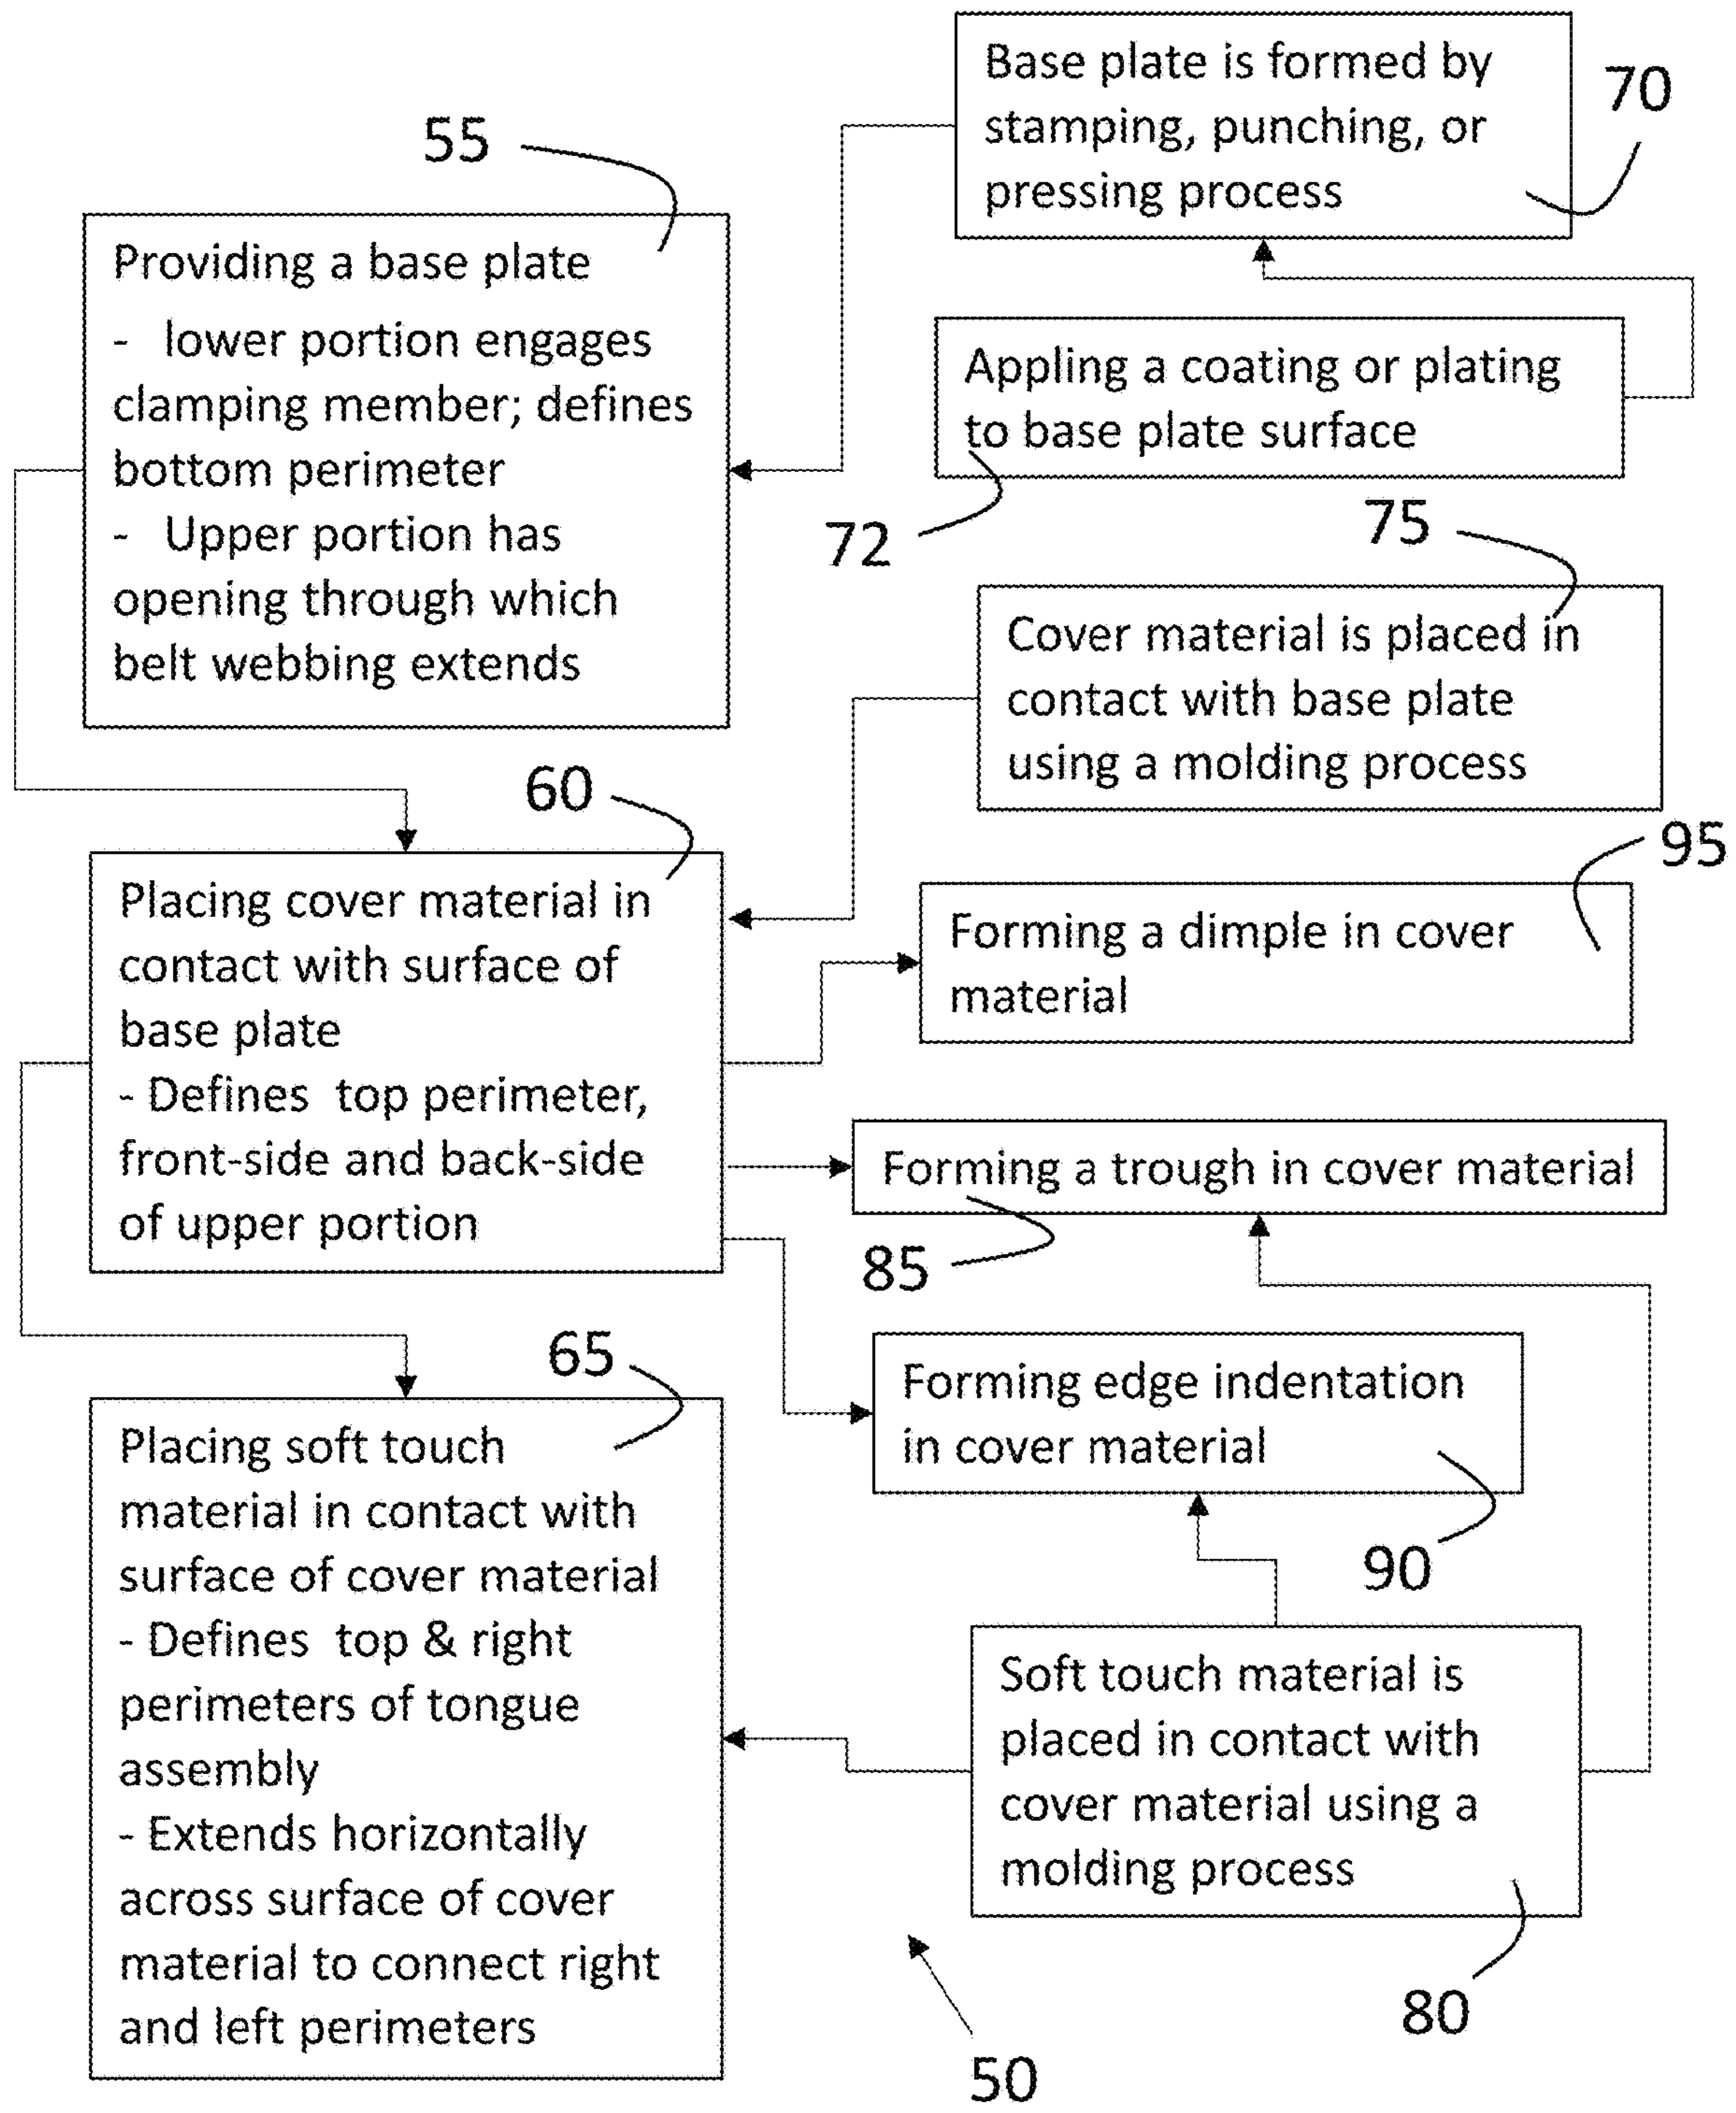 Base plate is formed by
stamping, punching, or
pressing process
70
55
Providing a base plate
- lower portion engages
clamping member; defines
bottom perimeter
- Upper portion has
opening through which
belt webbing extends
Appling a coating or plating
to base plate surface
72
75
Cover material is placed in
contact with base plate
using a molding process
60
Placing cover material in
contact with surface of
base plate
- Defines top perimeter,
front-side and back-side
of upper portion
95
Forming a dimple in cover
material
Forming a trough in cover material
85
65
Placing soft touch
material in contact with
surface of cover material
- Defines top & right
perimeters of tongue
assembly
- Extends horizontally
across surface of cover
material to connect right
and left perimeters
Forming edge indentation
in cover material
90
Soft touch material is
placed in contact with
cover material using a
molding process
80
50